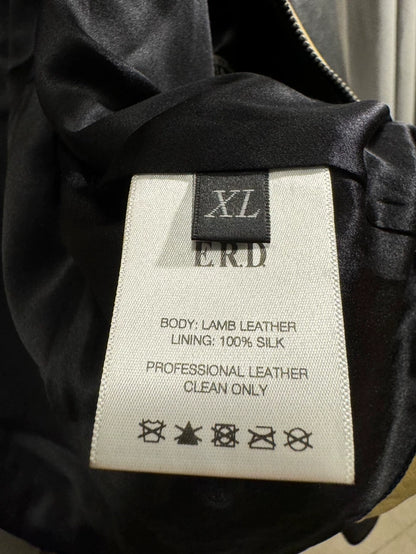 XL
E.R.D.
BODY: LAMB LEATHER
LINING: 100% SILK
PROFESSIONAL LEATHER
CLEAN ONLY